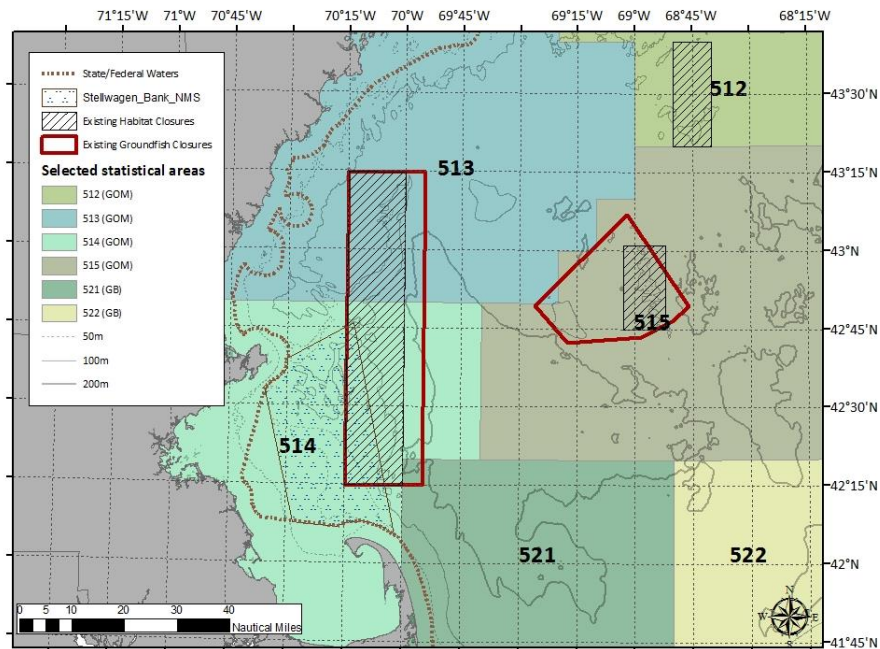 71°15'W 71°W 70°45'W 70°15'W 70°W 69°45'W 69°15'W 69°W 68°45'W 68°15'W
State/Federal Waters
Stellwagen_Bank_NMS
Existing Habitat Closures
Existing Groundfish Closures
Selected statistical areas
512 (GOM)
513 (GOM)
514 (GOM)
515 (GOM)
521 (GB)
522 (GB)
50m
100m
200m
512
513
515
514
521
522
43°30'N
43°15'N
43°N
42°45'N
42°30'N
42°15'N
42°N
41°45'N
0 5 10 20 30 40
Nautical Miles
N
W E
S